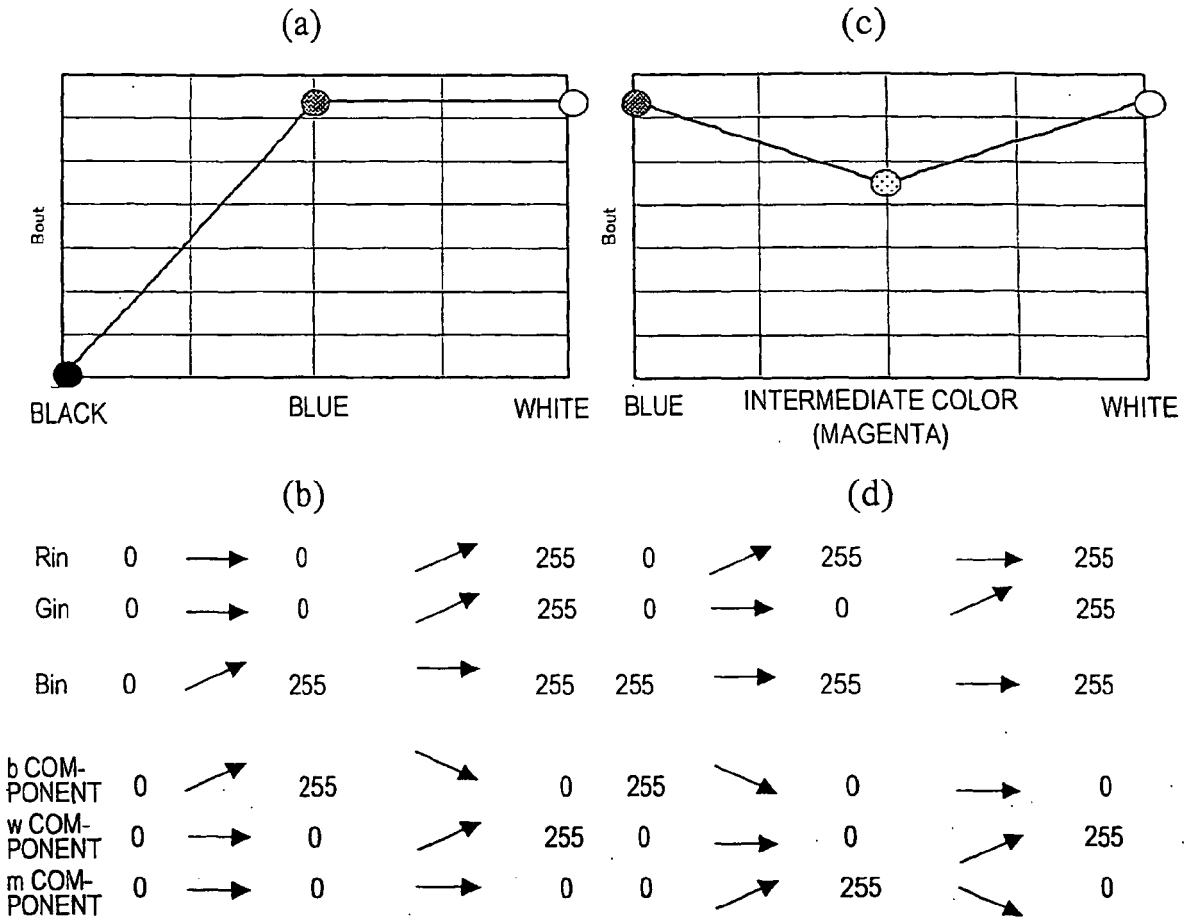 (a)
(c)
Bout
Bout
BLACK
BLUE
WHITE
BLUE
INTERMEDIATE COLOR
(MAGENTA)
WHITE
(b)
(d)
Rin 0 0 255 0 255 255
Gin 0 0 255 0 0 255
Bin 0 255 255 255 255 255
b COM-
PONENT 0 255 0 255 0 0
w COM-
PONENT 0 0 255 0 0 255
m COM-
PONENT 0 0 0 0 255 0